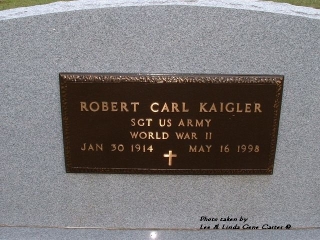 ROBERT CARL KAIGLER
SGT US ARMY
WORLD WAR II
JAN 30 1914 MAY 16 1998
Photo taken by
Lee & Linda Gene Carter ©